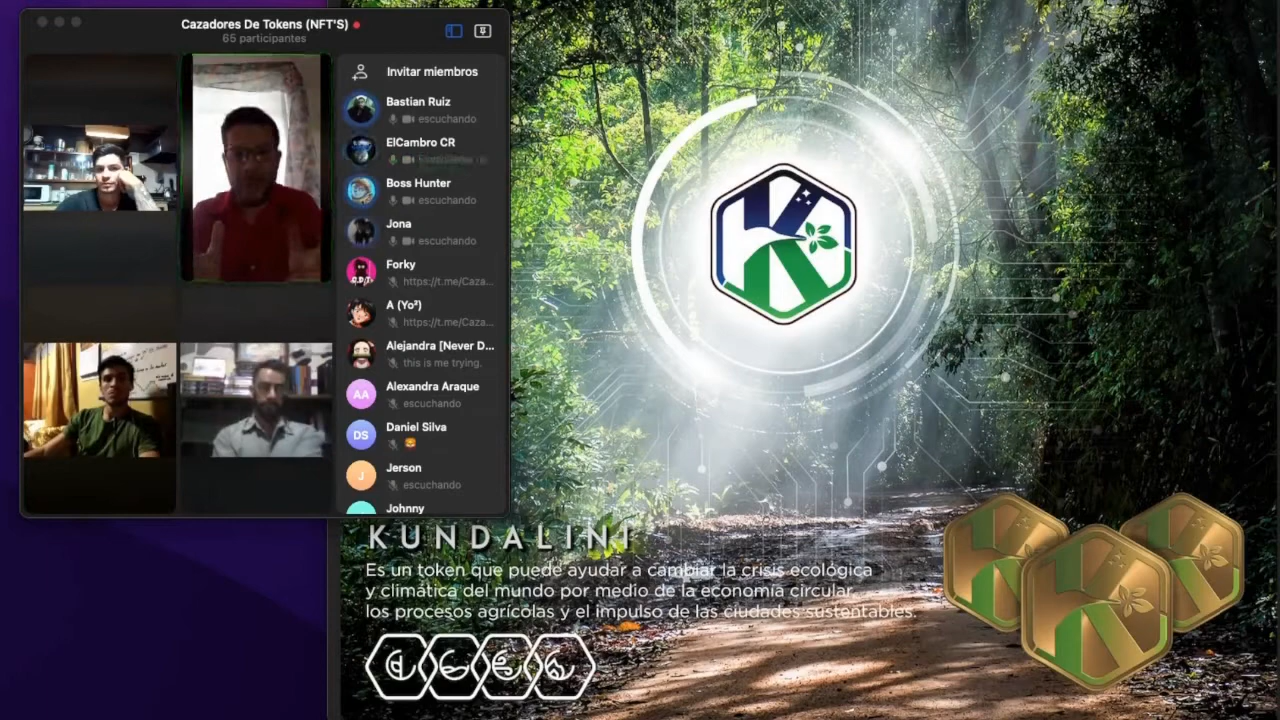 Cazadores De Tokens (NFT'S)
65 participantes
Invitar miembros
Bastian Ruiz
escuchando
ElCambro CR
Boss Hunter
escuchando
Jona
escuchando
Forky
https://t.me/Caza...
A (Yo²)
https://t.me/Caza...
Alejandra [Never D...
this is me trying.
AA
Alexandra Araque
escuchando
DS
Daniel Silva
J
Jerson
escuchando
Johnny
K
KUNDALINI
Es un token que puede ayudar a cambiar la crisis ecológica
y climática del mundo por medio de la economía circular,
los procesos agrícolas y el impulso de las ciudades sustentables.